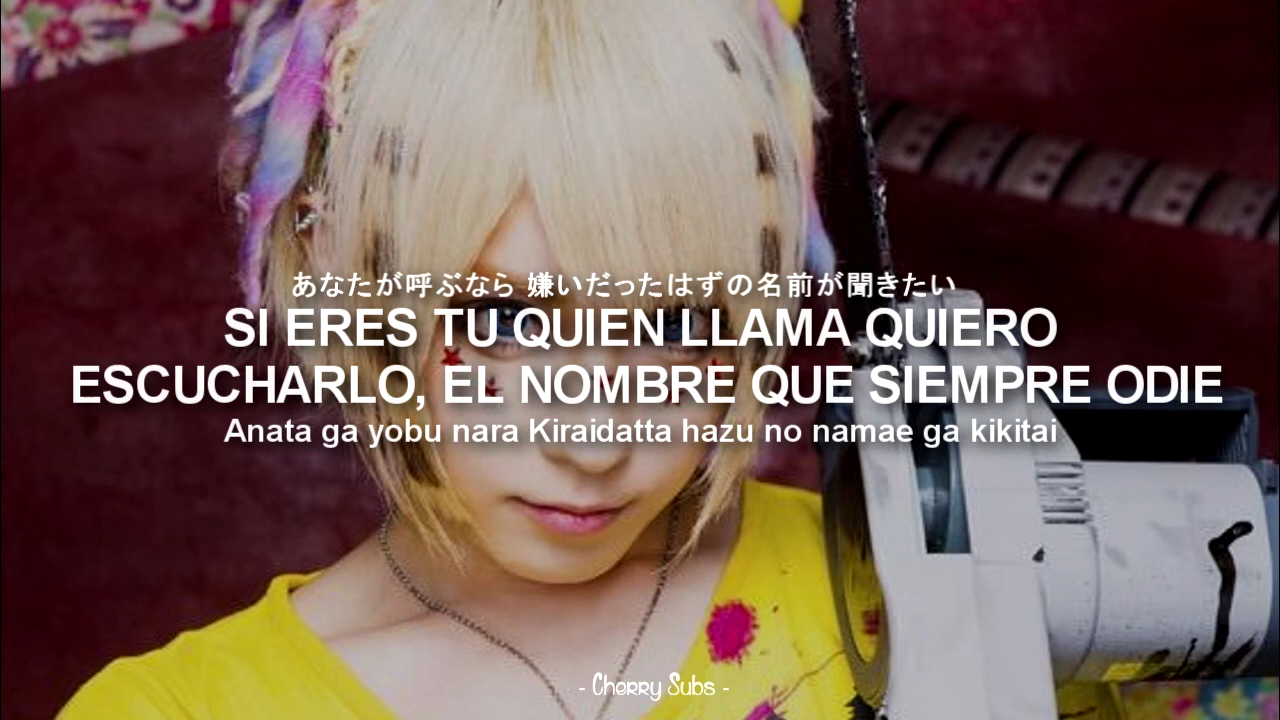 あなたが呼ぶなら 嫌いだったはずの名前が聞きたい
SI ERES TU QUIEN LLAMA QUIERO
ESCUCHARLO, EL NOMBRE QUE SIEMPRE ODIE
Anata ga yobu nara Kiraidatta hazu no namae ga kikitai
- Cherry Subs -